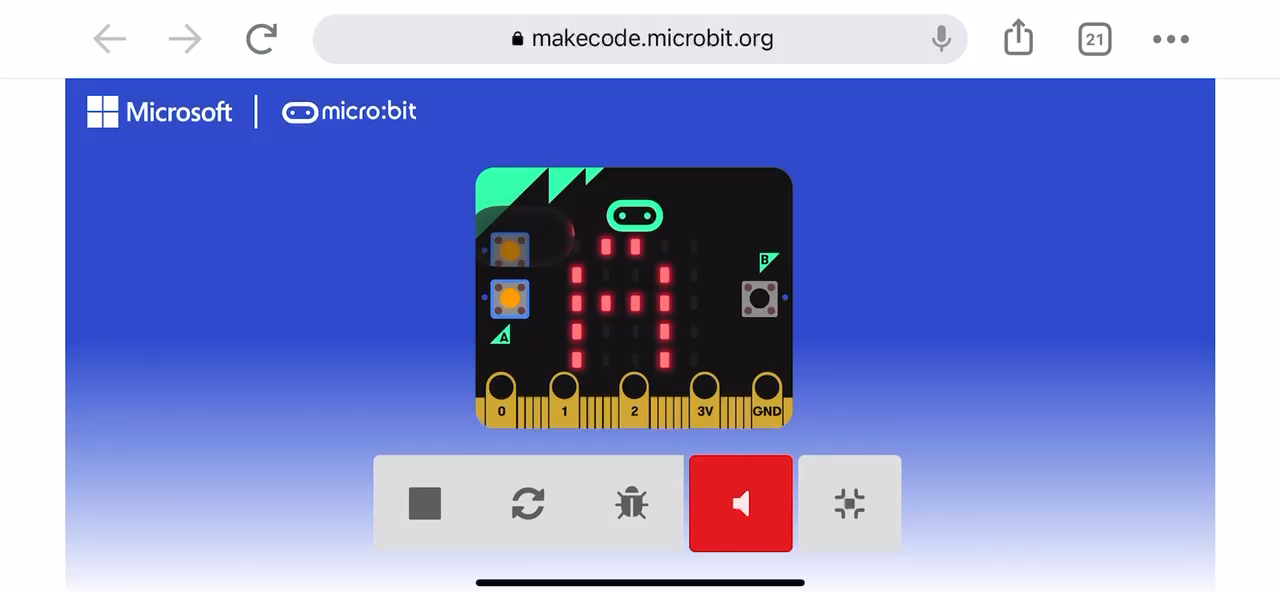 makecode.microbit.org
21
Microsoft
micro:bit
A
B
A
0 1 2 3V GND